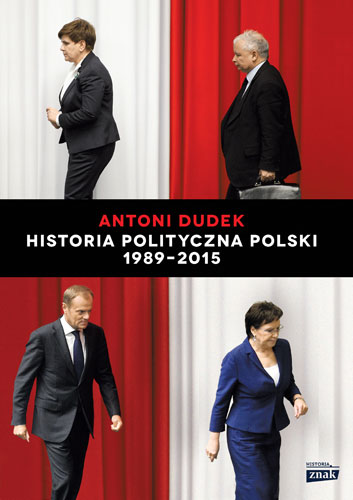 ANTONI DUDEK
HISTORIA POLITYCZNA POLSKI
1989–2015
HISTORIA
znak